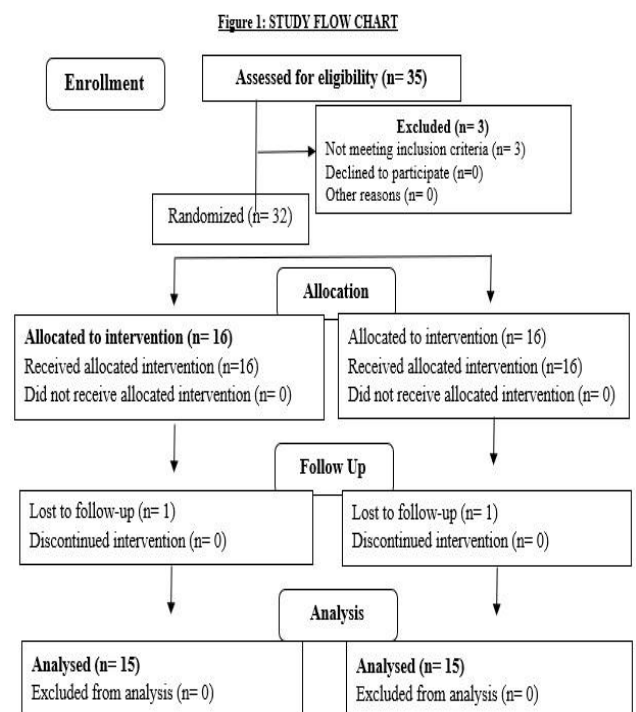 Figure 1: STUDY FLOW CHART
Enrollment
Assessed for eligibility (n= 35)
Excluded (n= 3)
Not meeting inclusion criteria (n= 3)
Declined to participate (n=0)
Other reasons (n= 0)
Randomized (n= 32)
Allocation
Allocated to intervention (n= 16)
Received allocated intervention (n=16)
Did not receive allocated intervention (n= 0)
Allocated to intervention (n= 16)
Received allocated intervention (n=16)
Did not receive allocated intervention (n= 0)
Follow Up
Lost to follow-up (n= 1)
Discontinued intervention (n= 0)
Lost to follow-up (n= 1)
Discontinued intervention (n= 0)
Analysis
Analysed (n= 15)
Excluded from analysis (n= 0)
Analysed (n= 15)
Excluded from analysis (n= 0)